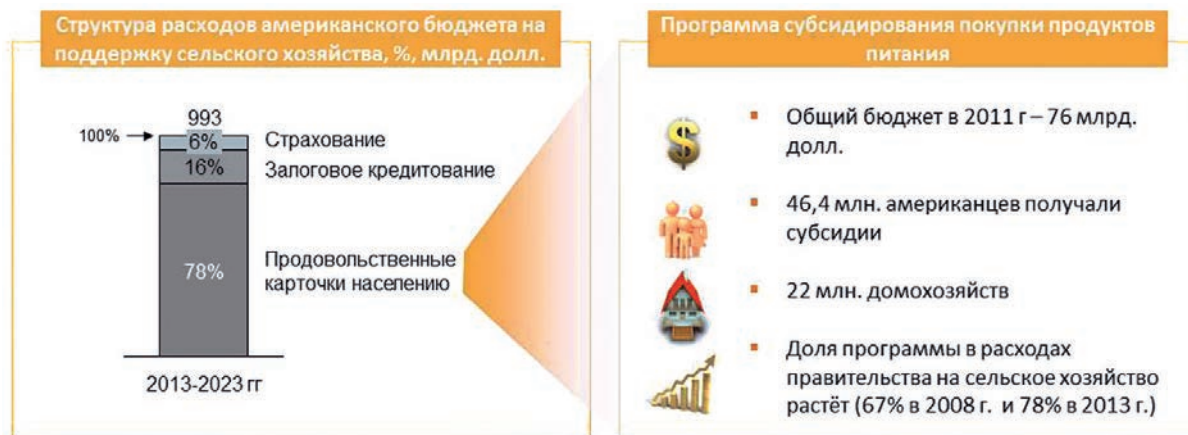 Структура расходов американского бюджета на
поддержку сельского хозяйства, %, млрд. долл.
993
100%
6%
Страхование
16%
Залоговое кредитование
78%
Продовольственные
карточки населению
2013-2023 гг
Программа субсидирования покупки продуктов
питания
$
Общий бюджет в 2011 г – 76 млрд.
долл.
46,4 млн. американцев получали
субсидии
22 млн. домохозяйств
Доля программы в расходах
правительства на сельское хозяйство
растёт (67% в 2008 г. и 78% в 2013 г.)